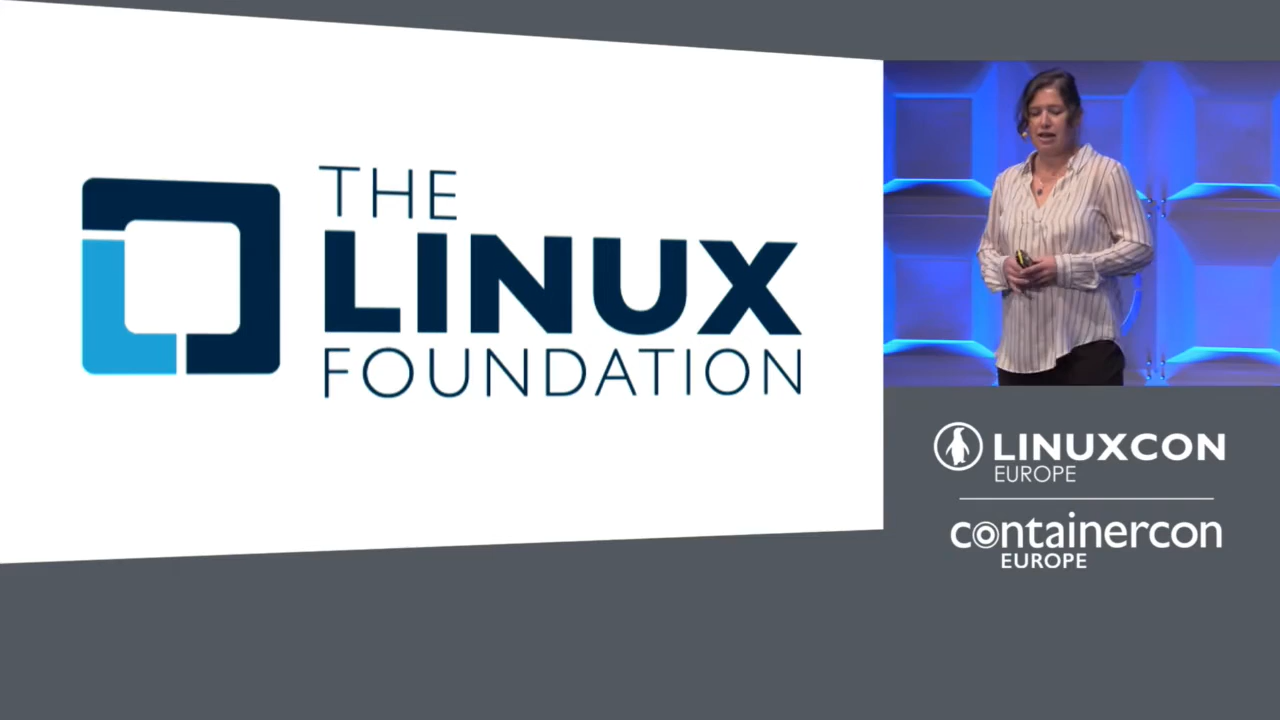 THE
LINUX
FOUNDATION
LINUXCON
EUROPE
containercon
EUROPE